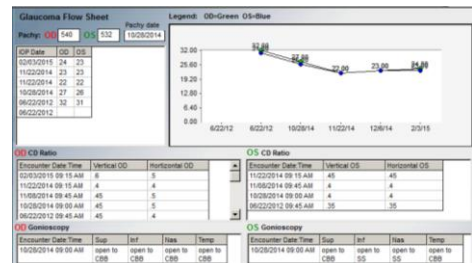 Glaucoma Flow Sheet
Legend: OD=Green OS=Blue
Pachy date
Pachy: OD 540 OS 532 10/28/2014
IOP Date OD OS
02/03/2015 24 23
11/22/2014 23 23
11/22/2014 22 22
10/28/2014 27 28
06/22/2012 32 31
06/22/2012
32.00
25.60
19.20
12.80
6.40
0.00
32.00
22.00
23.00
6/22/12 6/22/12 10/28/14 11/22/14 12/6/14 2/3/15
OD CD Ratio
Encounter Date:Time Vertical OD Hortizontal OD
02/03/2015 09:15 AM .6 .5
11/22/2014 09:15 AM .4 .4
11/08/2014 09:45 AM .45 .5
10/28/2014 09:00 AM .45 .5
06/22/2012 09:45 AM .45 .4
OS CD Ratio
Encounter Date:Time Vertical OS Horizontal OS
11/22/2014 09:15 AM .45 .45
11/08/2014 09:45 AM .4 .4
10/28/2014 09:00 AM .4 .4
06/22/2012 09:45 AM .35 .35
OD Gonioscopy
Encounter Date:Time Sup Inf Nas Temp
10/28/2014 09:00 AM open to CBB open to CBB open to CBB open to CBB
OS Gonioscopy
Encounter Date:Time Sup Inf Nas Temp
10/28/2014 09:00 AM open to CBB open to SS open to SS open to CBB